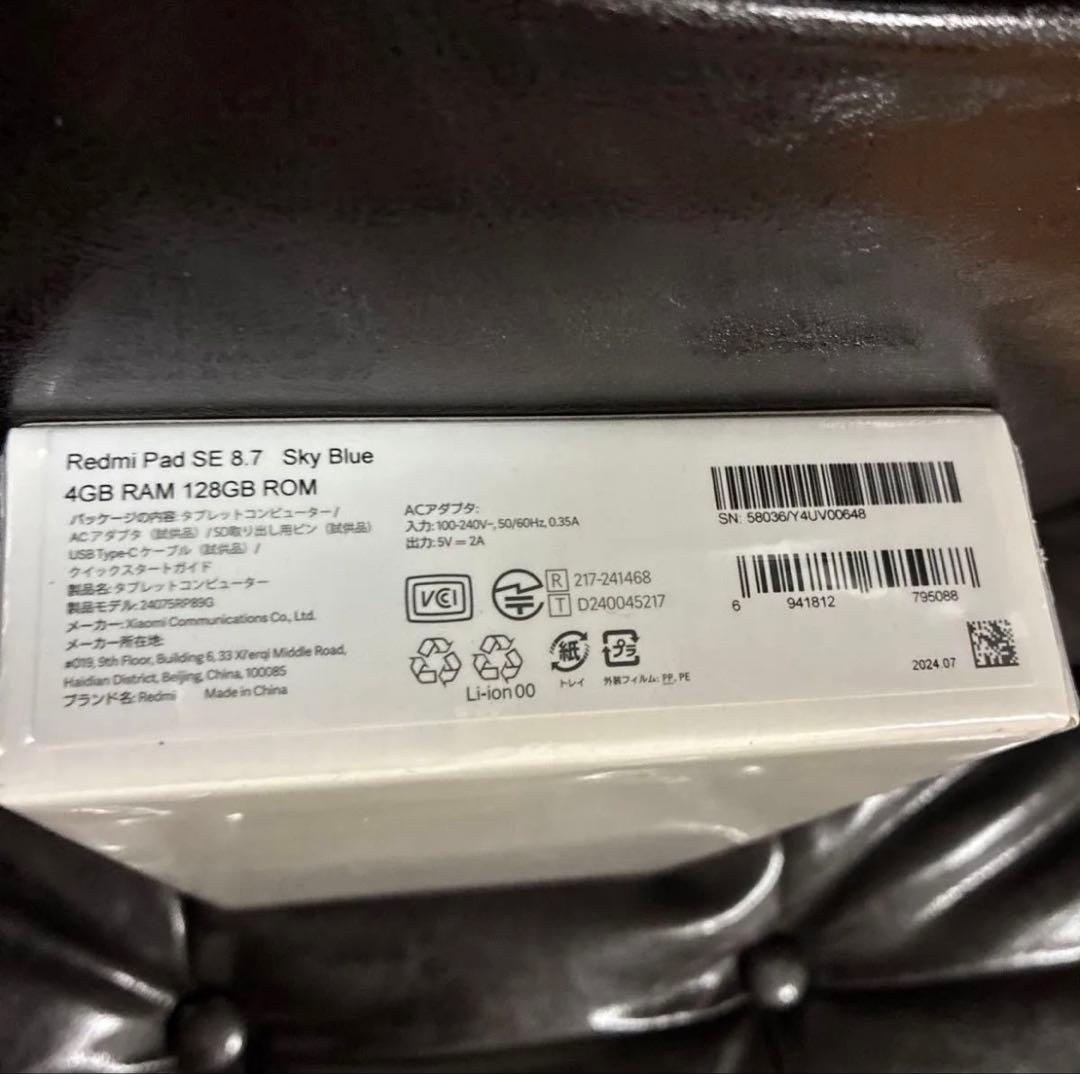 Redmi Pad SE 8.7 Sky Blue
4GB RAM 128GB ROM
パッケージの内容:タブレットコンピューター/
ACアダプタ（試供品）/SD取り出し用ピン（試供品）
USB Type-Cケーブル（試供品）/
クイックスタートガイド
製品名:タブレットコンピューター
製品モデル:24075RP89G
メーカー:Xiaomi Communications Co., Ltd.
メーカー所在地:
#019, 9th Floor, Building 6, 33 Xi'erqi Middle Road,
Haidian District, Beijing, China, 100085
ブランド名:Redmi Made in China
ACアダプタ:
入力:100-240V~, 50/60Hz, 0.35A
出力:5V⎓2A
VCCI
R 217-241468
T D240045217
Li-ion 00
紙
トレイ
プラ
外装フィルム: PP, PE
SN: 58036/Y4UV00648
6 941812 795088
2024.07